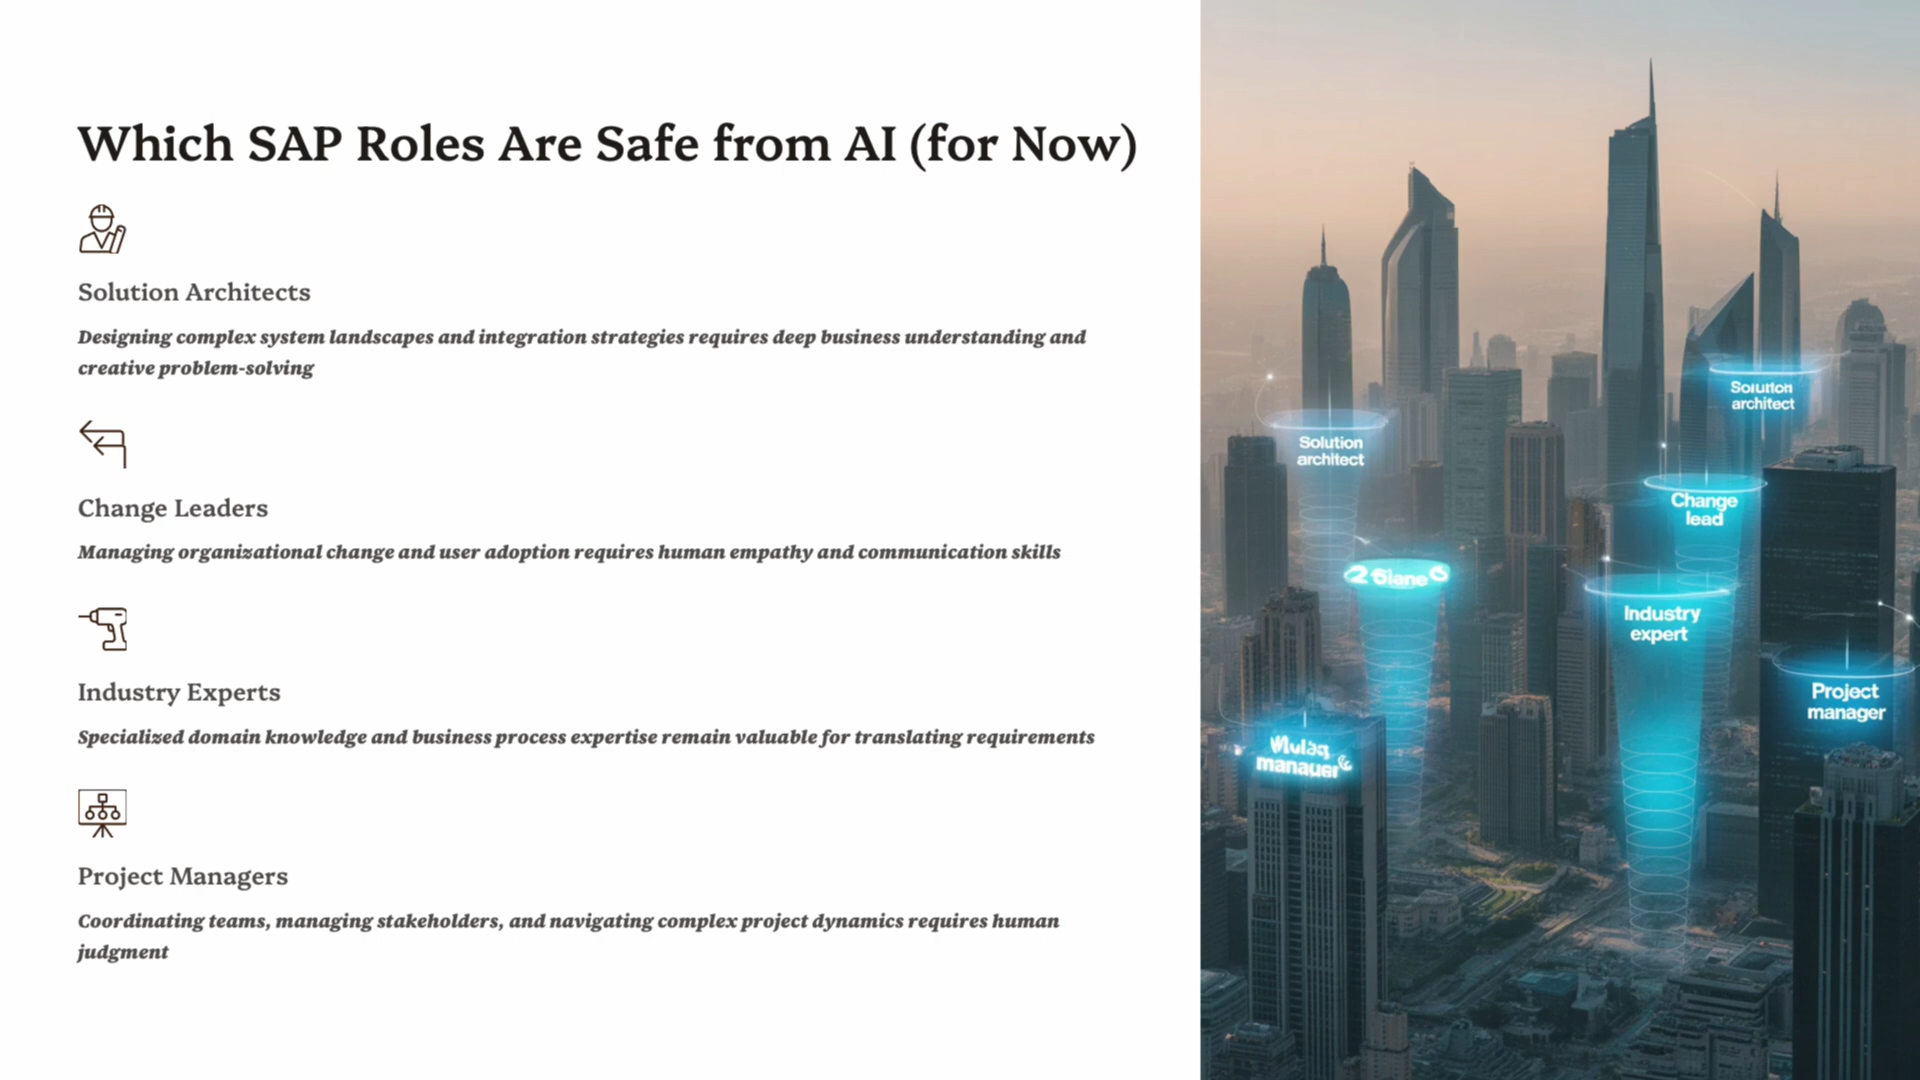 Which SAP Roles Are Safe from AI (for Now)
Solution Architects
Designing complex system landscapes and integration strategies requires deep business understanding and
creative problem-solving
Change Leaders
Managing organizational change and user adoption requires human empathy and communication skills
Industry Experts
Specialized domain knowledge and business process expertise remain valuable for translating requirements
Project Managers
Coordinating teams, managing stakeholders, and navigating complex project dynamics requires human
judgment
Solution
architect
Solution
architect
Change
lead
Industry
expert
Project
manager